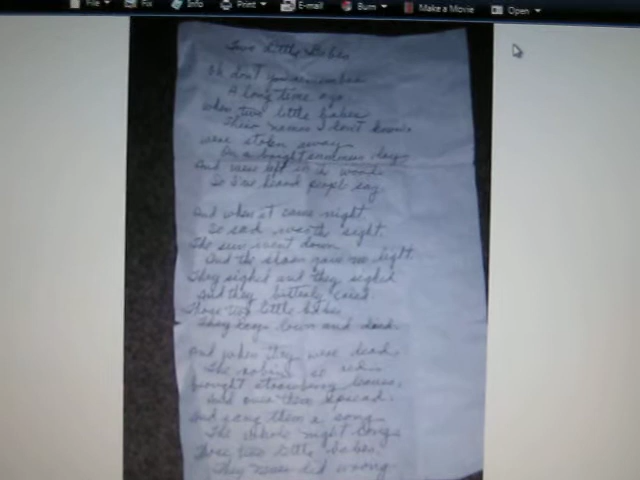 File Fix Info Print E-mail Burn Make a Movie Open
Two Little Babes
Oh don't you remember
A long time ago
when two little babes
Their names I don't know
were stolen away
On a bright summer day
And were left in the woods
So I've heard people say
And when it came night
So sad was the sight
The sun went down
And the stars gave no light
They sighed and they sighed
And they bitterly cried
Those two little babes
They lay down and died
And when they were dead
The robins so red
brought strawberry leaves
And over them spread
And sang them a song
The whole night long
Those two little babes
They never did wrong